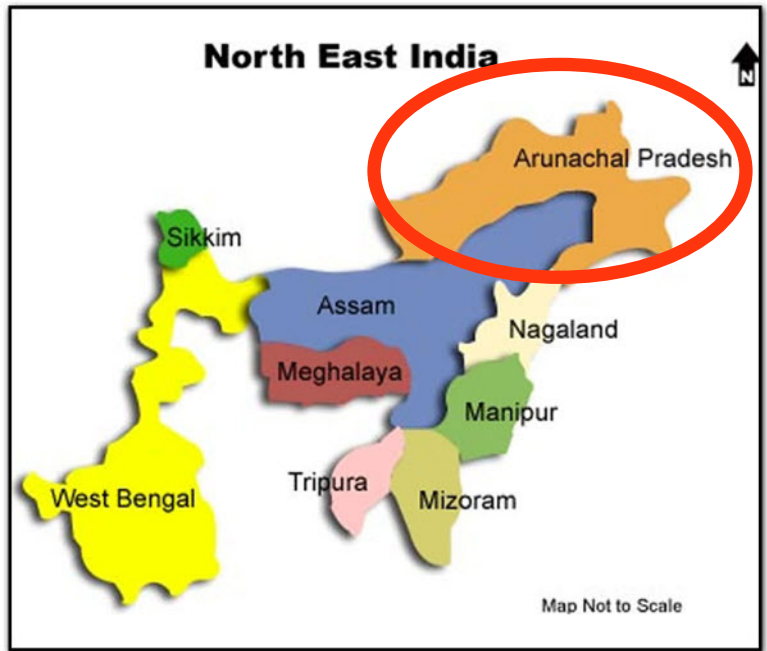 North East India
N
Arunachal Pradesh
Sikkim
Assam
Nagaland
Meghalaya
Manipur
Tripura
West Bengal
Mizoram
Map Not to Scale